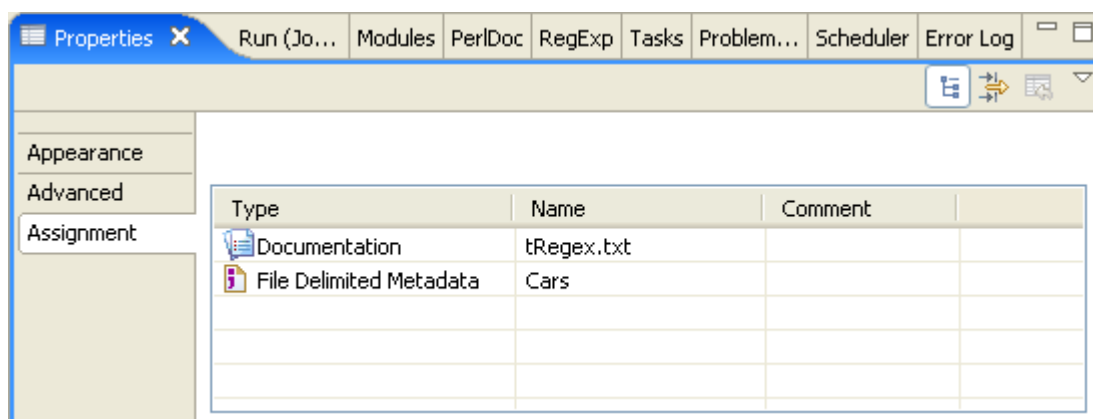 Properties Run (Jo... Modules PerlDoc RegExp Tasks Problem... Scheduler Error Log
Appearance
Advanced
Assignment
Type Name Comment
Documentation tRegex.txt
File Delimited Metadata Cars